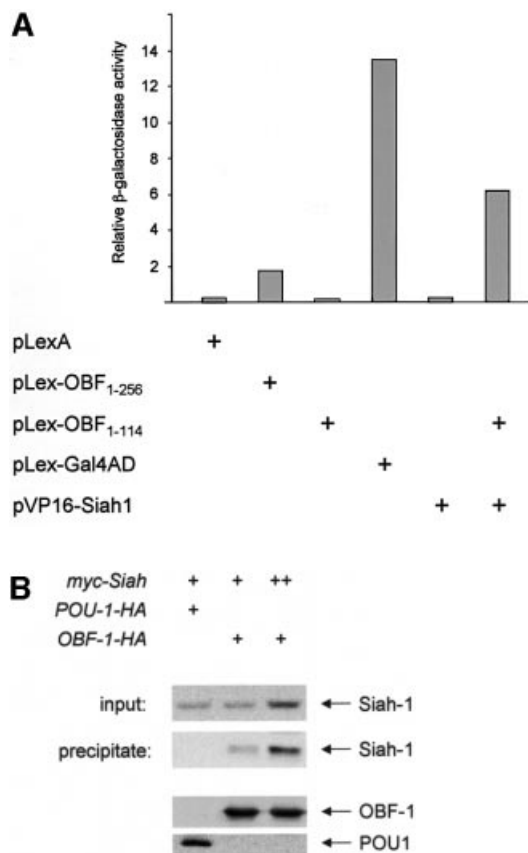 A
Relative β-galactosidase activity
14
12
10
8
6
4
2
pLexA +
pLex-OBF1-256 +
pLex-OBF1-114 + +
pLex-Gal4AD +
pVP16-Siah1 + +
B
myc-Siah + + ++
POU-1-HA +
OBF-1-HA + +
input: Siah-1
precipitate: Siah-1
OBF-1
POU1